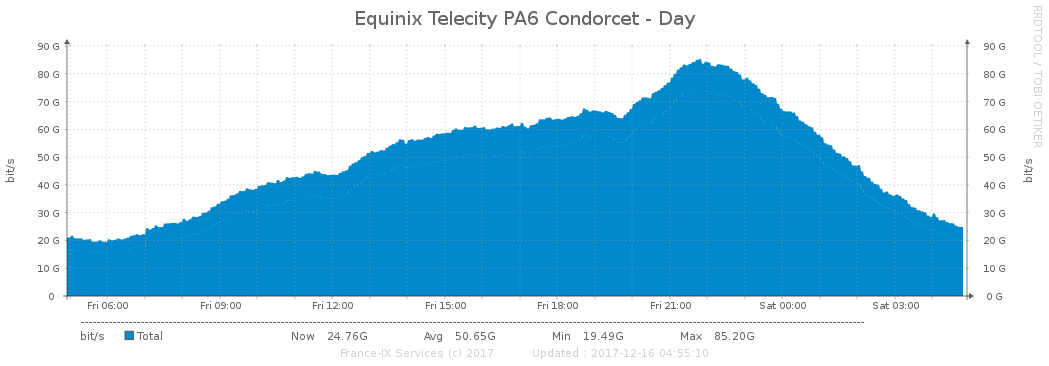 Equinix Telecity PA6 Condorcet - Day
RRDTOOL / TOBI OETIKER
bit/s
90 G 90 G
80 G 80 G
70 G 70 G
60 G 60 G
50 G 50 G
40 G 40 G
30 G 30 G
20 G 20 G
10 G 10 G
0 0 G
bit/s
Fri 06:00 Fri 09:00 Fri 12:00 Fri 15:00 Fri 18:00 Fri 21:00 Sat 00:00 Sat 03:00
bit/s Total Now 24.76G Avg 50.65G Min 19.49G Max 85.20G
France-IX Services (c) 2017 Updated : 2017-12-16 04:55:10